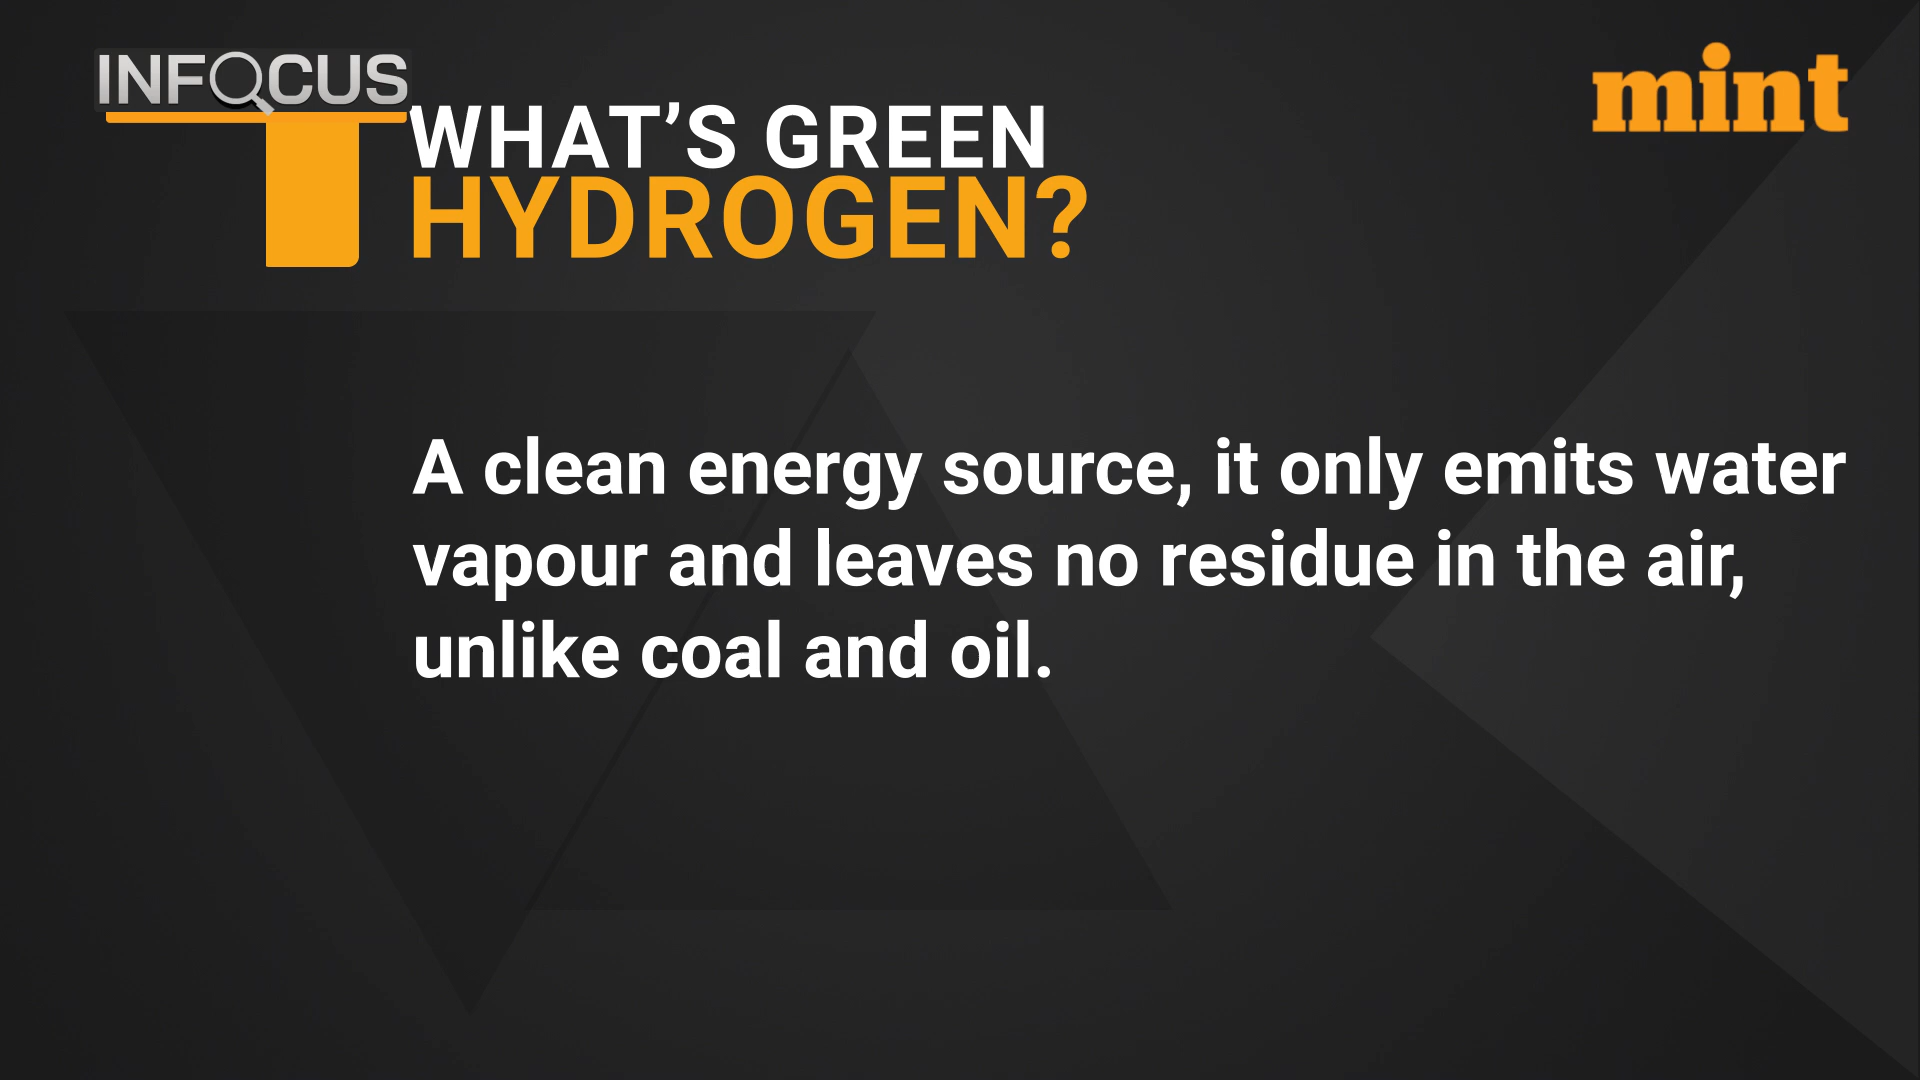 INFOCUS
mint
WHAT’S GREEN
HYDROGEN?
A clean energy source, it only emits water
vapour and leaves no residue in the air,
unlike coal and oil.